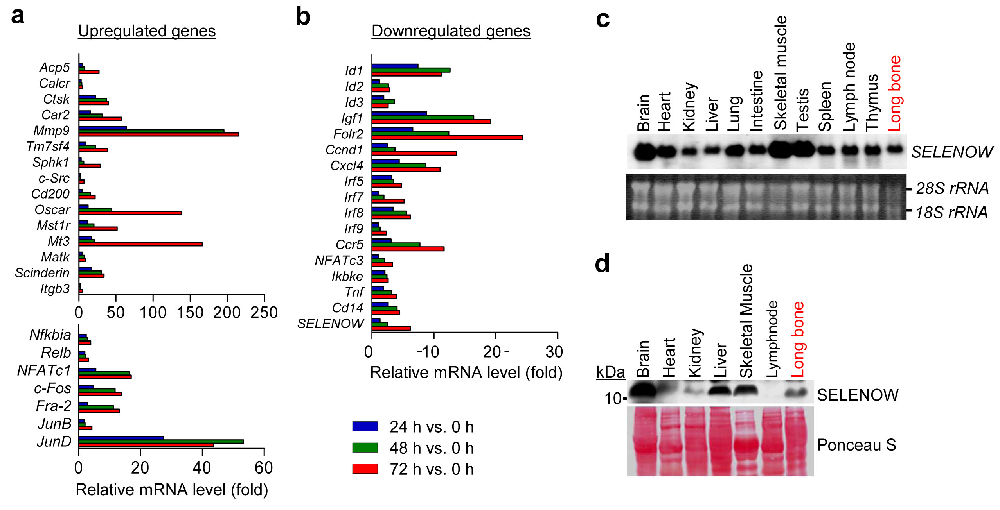 a
Upregulated genes
Acp5
Calcr
Ctsk
Car2
Mmp9
Tm7sf4
Sphk1
c-Src
Cd200
Oscar
Mst1r
Mt3
Matk
Scinderin
Itgb3
0 50 100 150 200 250
Nfkbia
Relb
NFATc1
c-Fos
Fra-2
JunB
JunD
0 20 40 60
Relative mRNA level (fold)
b
Downregulated genes
Id1
Id2
Id3
Igf1
Folr2
Ccnd1
Cxcl4
Irf5
Irf7
Irf8
Irf9
Ccr5
NFATc3
Ikbke
Tnf
Cd14
SELENOW
0 -10 20 - 30
Relative mRNA level (fold)
24 h vs. 0 h
48 h vs. 0 h
72 h vs. 0 h
c
Brain
Heart
Kidney
Liver
Lung
Intestine
Skeletal muscle
Testis
Spleen
Lymph node
Thymus
Long bone
SELENOW
28S rRNA
18S rRNA
d
Brain
Heart
Kidney
Liver
Skeletal Muscle
Lymphnode
Long bone
kDa
10-
SELENOW
Ponceau S